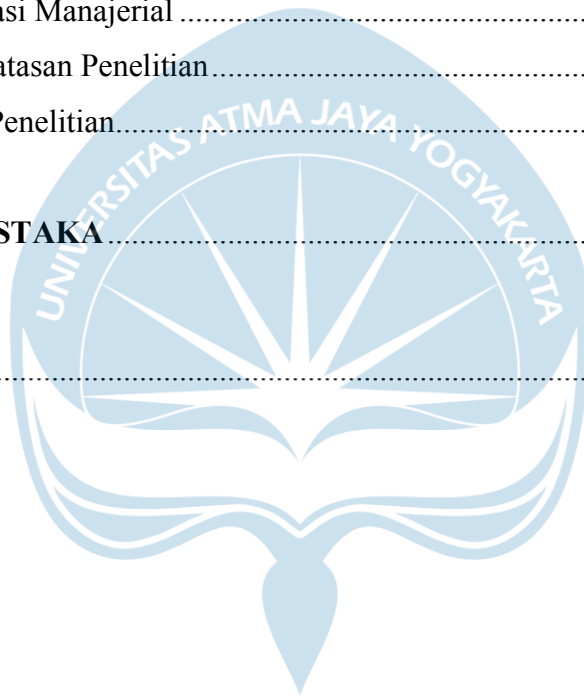 asi Manajerial ..............................................................
atasan Penelitian..........................................................
Penelitian.....................................................................
UNIVERSITAS ATMA JAYA YOGYAKARTA
STAKA........................................................................
....................................................................................